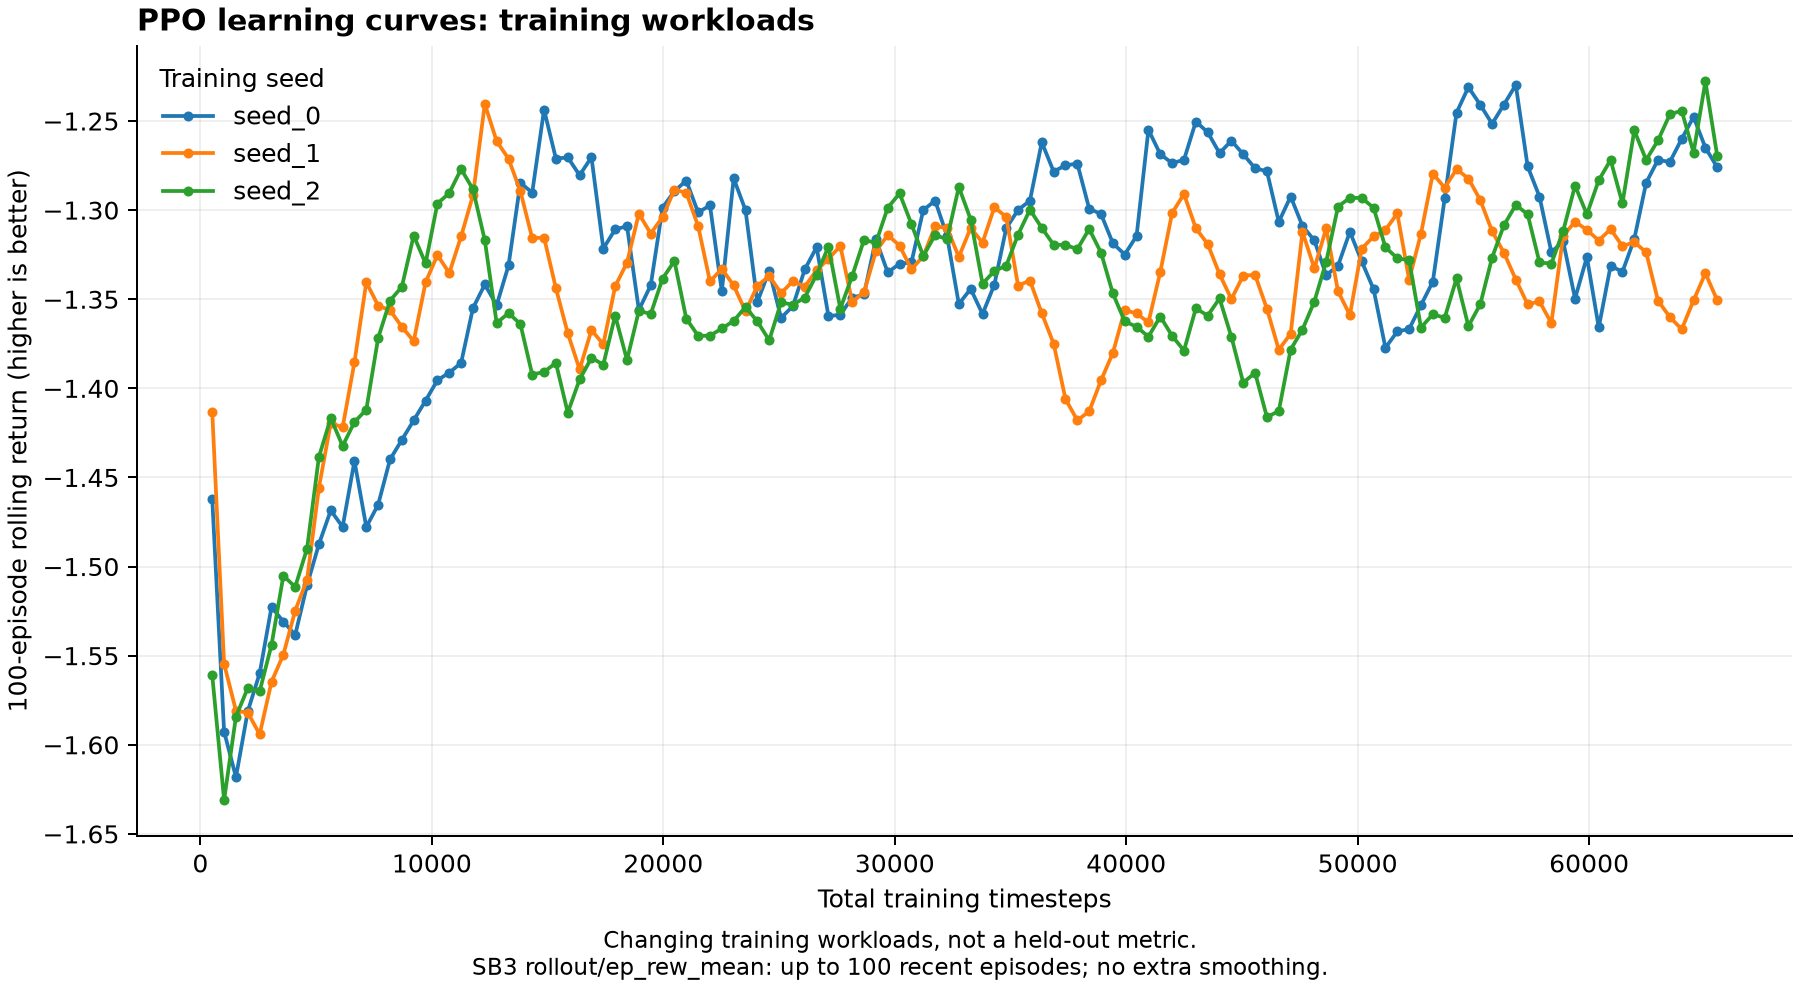 PPO learning curves: training workloads
Training seed
seed_0
seed_1
seed_2
100-episode rolling return (higher is better)
−1.25
−1.30
−1.35
−1.40
−1.45
−1.50
−1.55
−1.60
−1.65
0 10000 20000 30000 40000 50000 60000
Total training timesteps
Changing training workloads, not a held-out metric.
SB3 rollout/ep_rew_mean: up to 100 recent episodes; no extra smoothing.